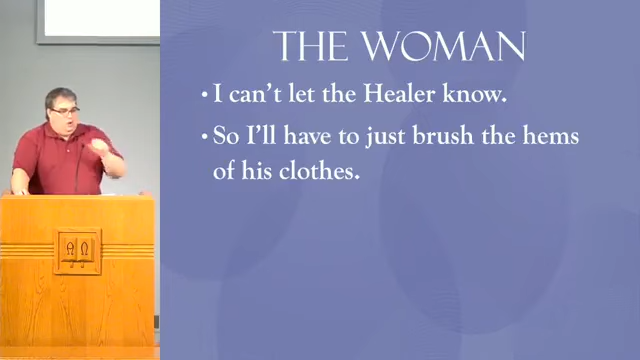 THE WOMAN
• I can't let the Healer know.
• So I'll have to just brush the hems
of his clothes.
Α Ω